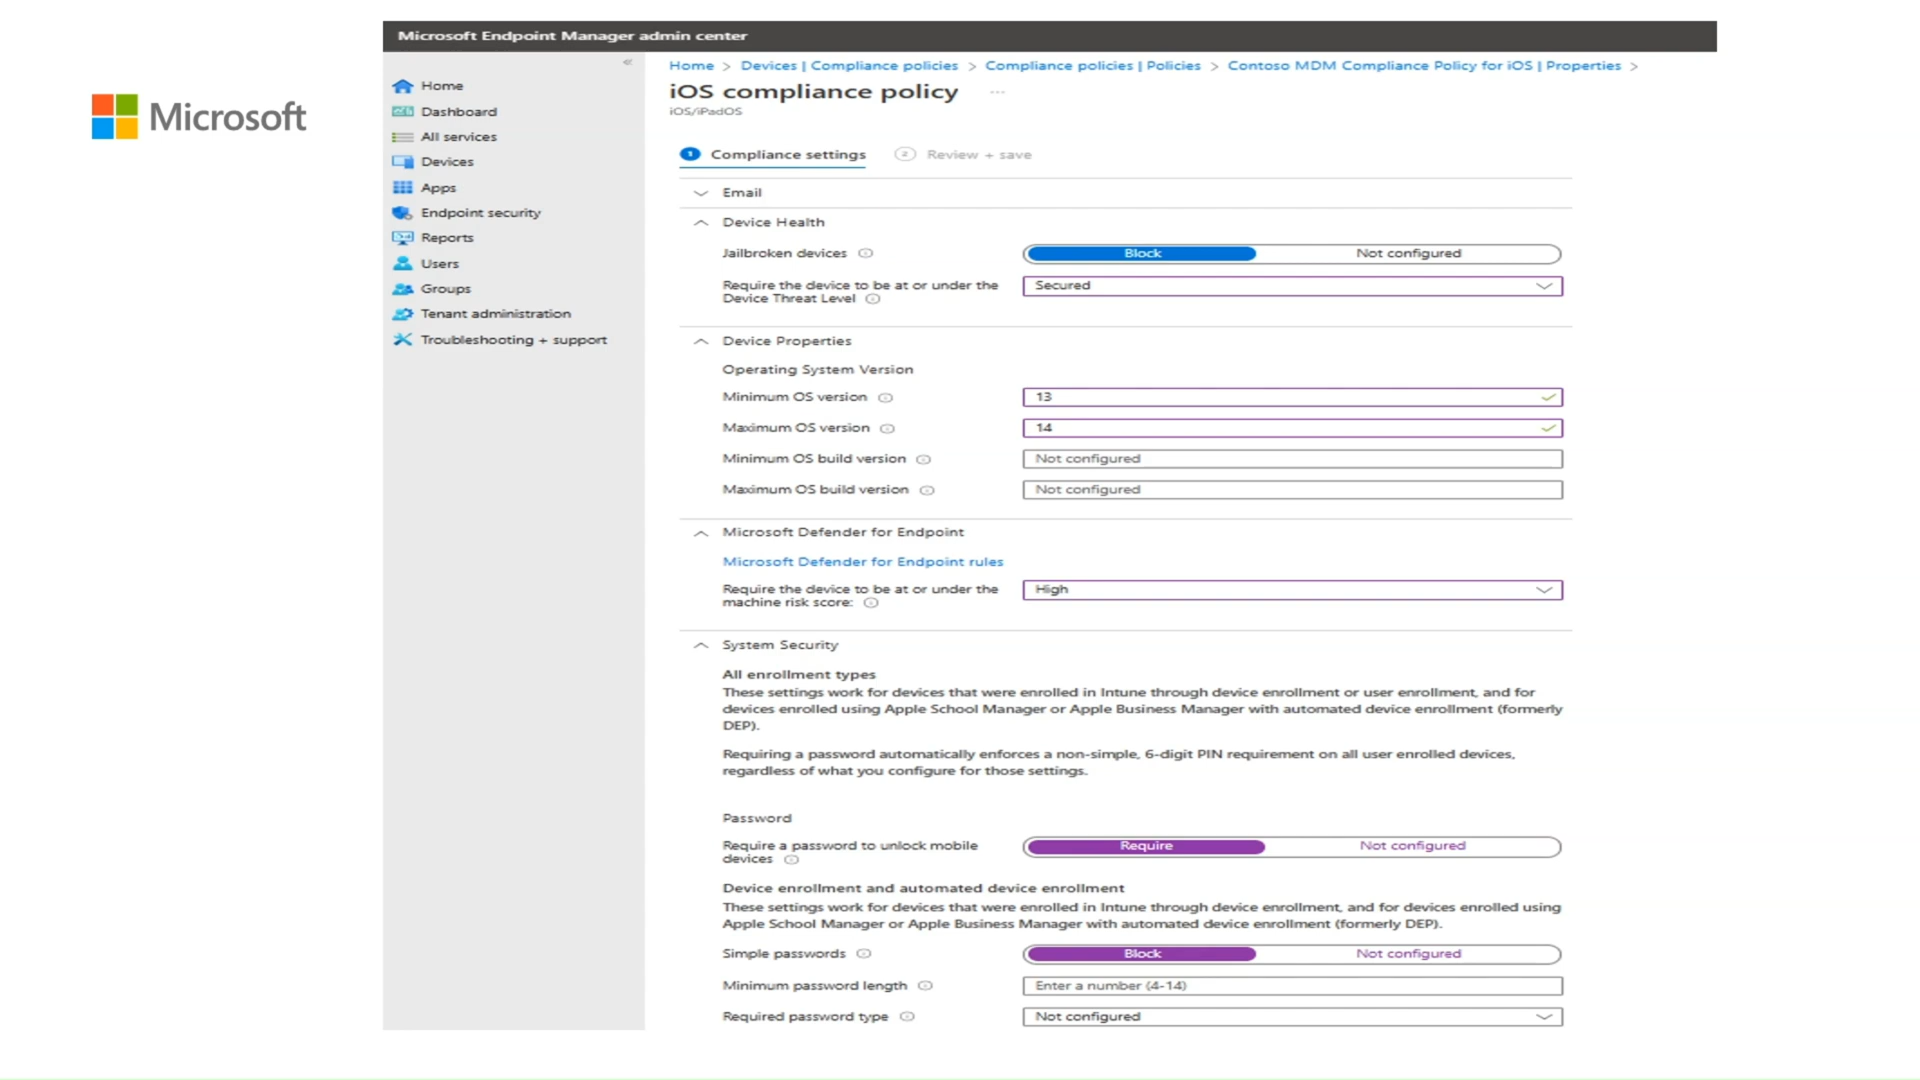 Microsoft
Microsoft Endpoint Manager admin center
«
Home
Dashboard
All services
Devices
Apps
Endpoint security
Reports
Users
Groups
Tenant administration
Troubleshooting + support
Home > Devices | Compliance policies > Compliance policies | Policies > Contoso MDM Compliance Policy for iOS | Properties >
iOS compliance policy ...
iOS/iPadOS
1 Compliance settings 2 Review + save
Email
Device Health
Jailbroken devices Block Not configured
Require the device to be at or under the
Device Threat Level Secured
Device Properties
Operating System Version
Minimum OS version 13
Maximum OS version 14
Minimum OS build version Not configured
Maximum OS build version Not configured
Microsoft Defender for Endpoint
Microsoft Defender for Endpoint rules
Require the device to be at or under the
machine risk score: High
System Security
All enrollment types
These settings work for devices that were enrolled in Intune through device enrollment or user enrollment, and for
devices enrolled using Apple School Manager or Apple Business Manager with automated device enrollment (formerly
DEP).
Requiring a password automatically enforces a non-simple, 6-digit PIN requirement on all user enrolled devices,
regardless of what you configure for those settings.
Password
Require a password to unlock mobile
devices Require Not configured
Device enrollment and automated device enrollment
These settings work for devices that were enrolled in Intune through device enrollment, and for devices enrolled using
Apple School Manager or Apple Business Manager with automated device enrollment (formerly DEP).
Simple passwords Block Not configured
Minimum password length Enter a number (4-14)
Required password type Not configured